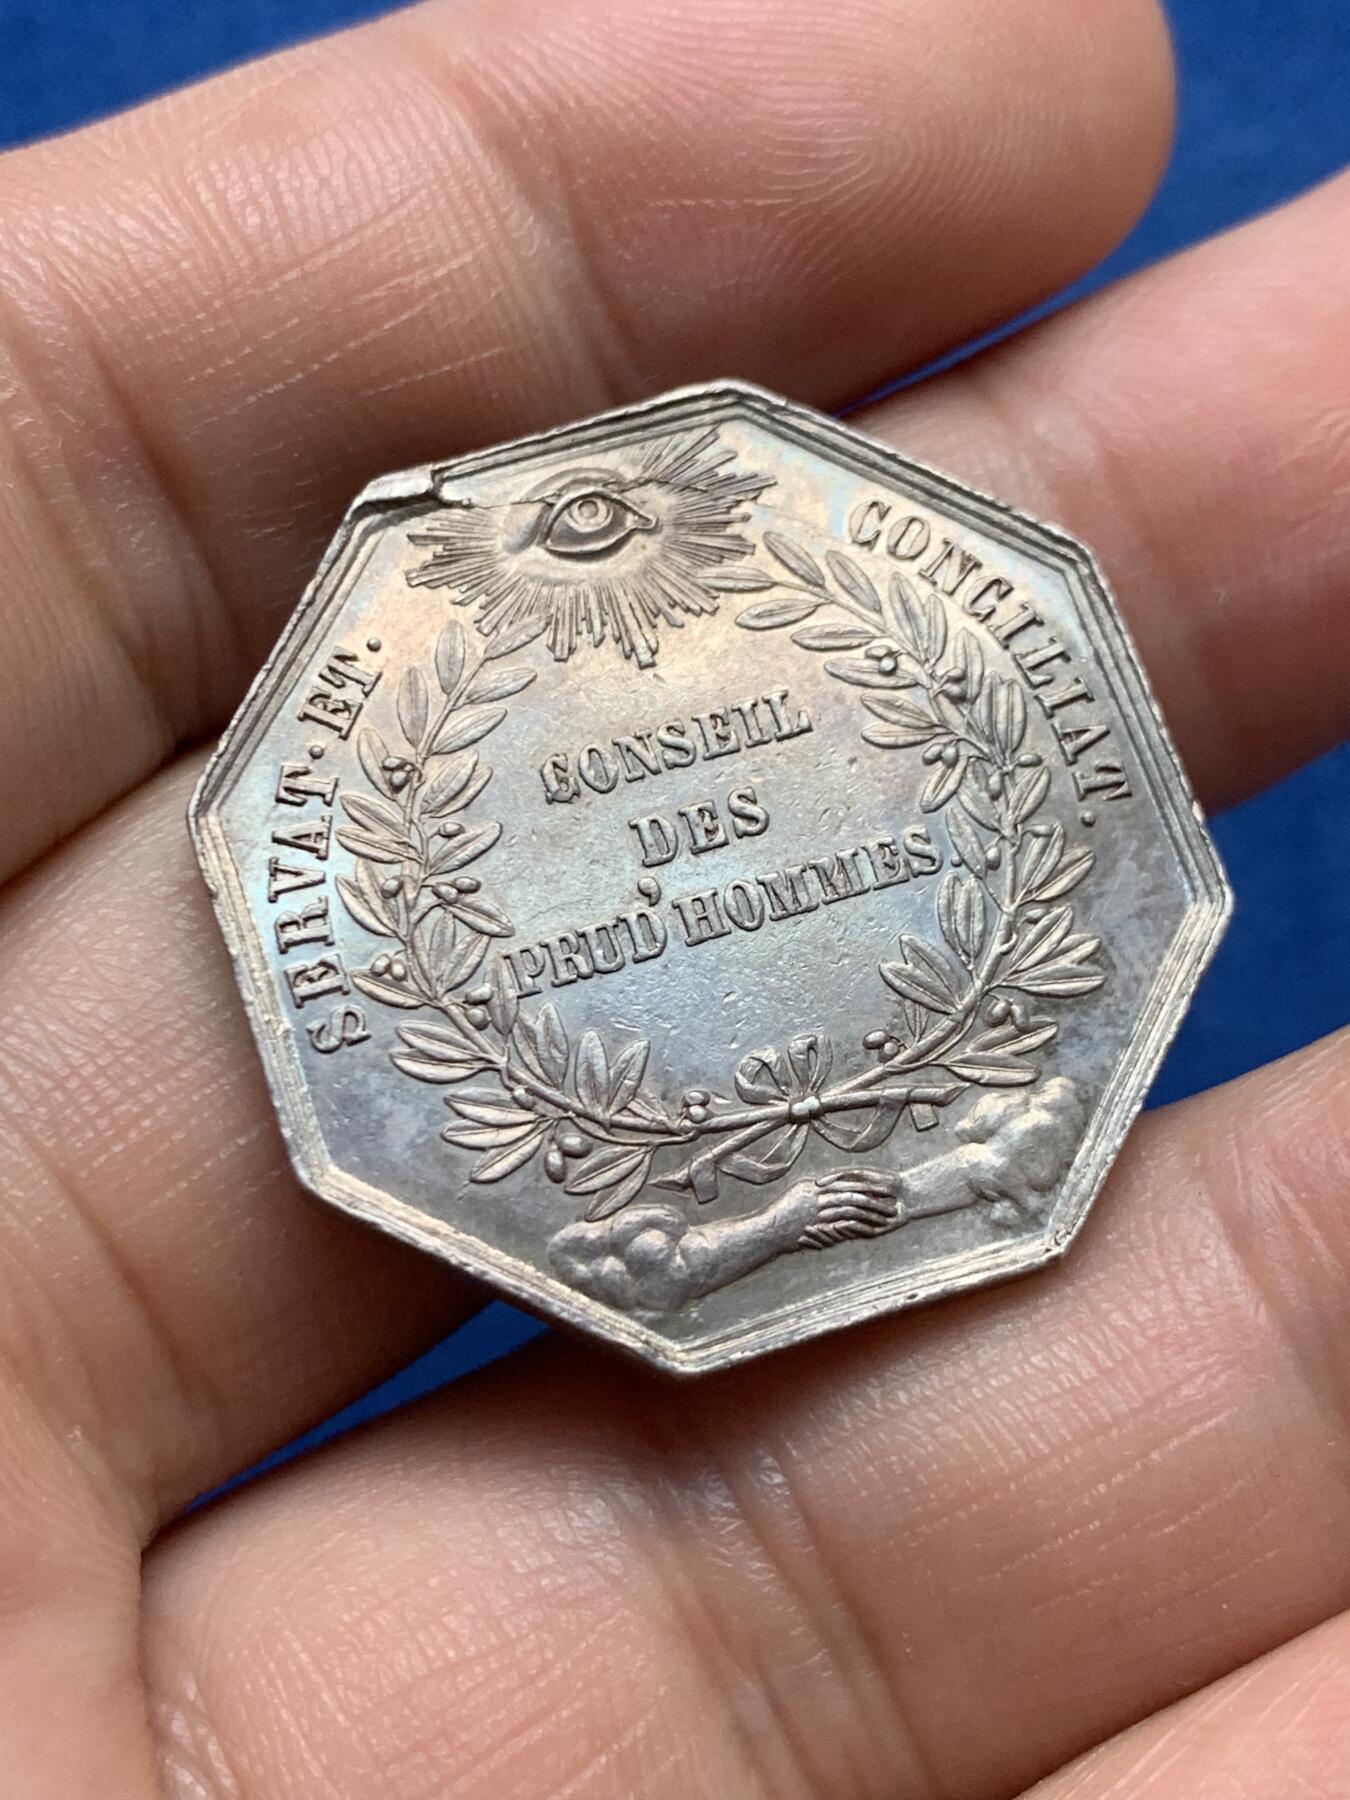 SERVAT·ET. CONCILIAT.
CONSEIL
DES
PRUD'HOMMES.